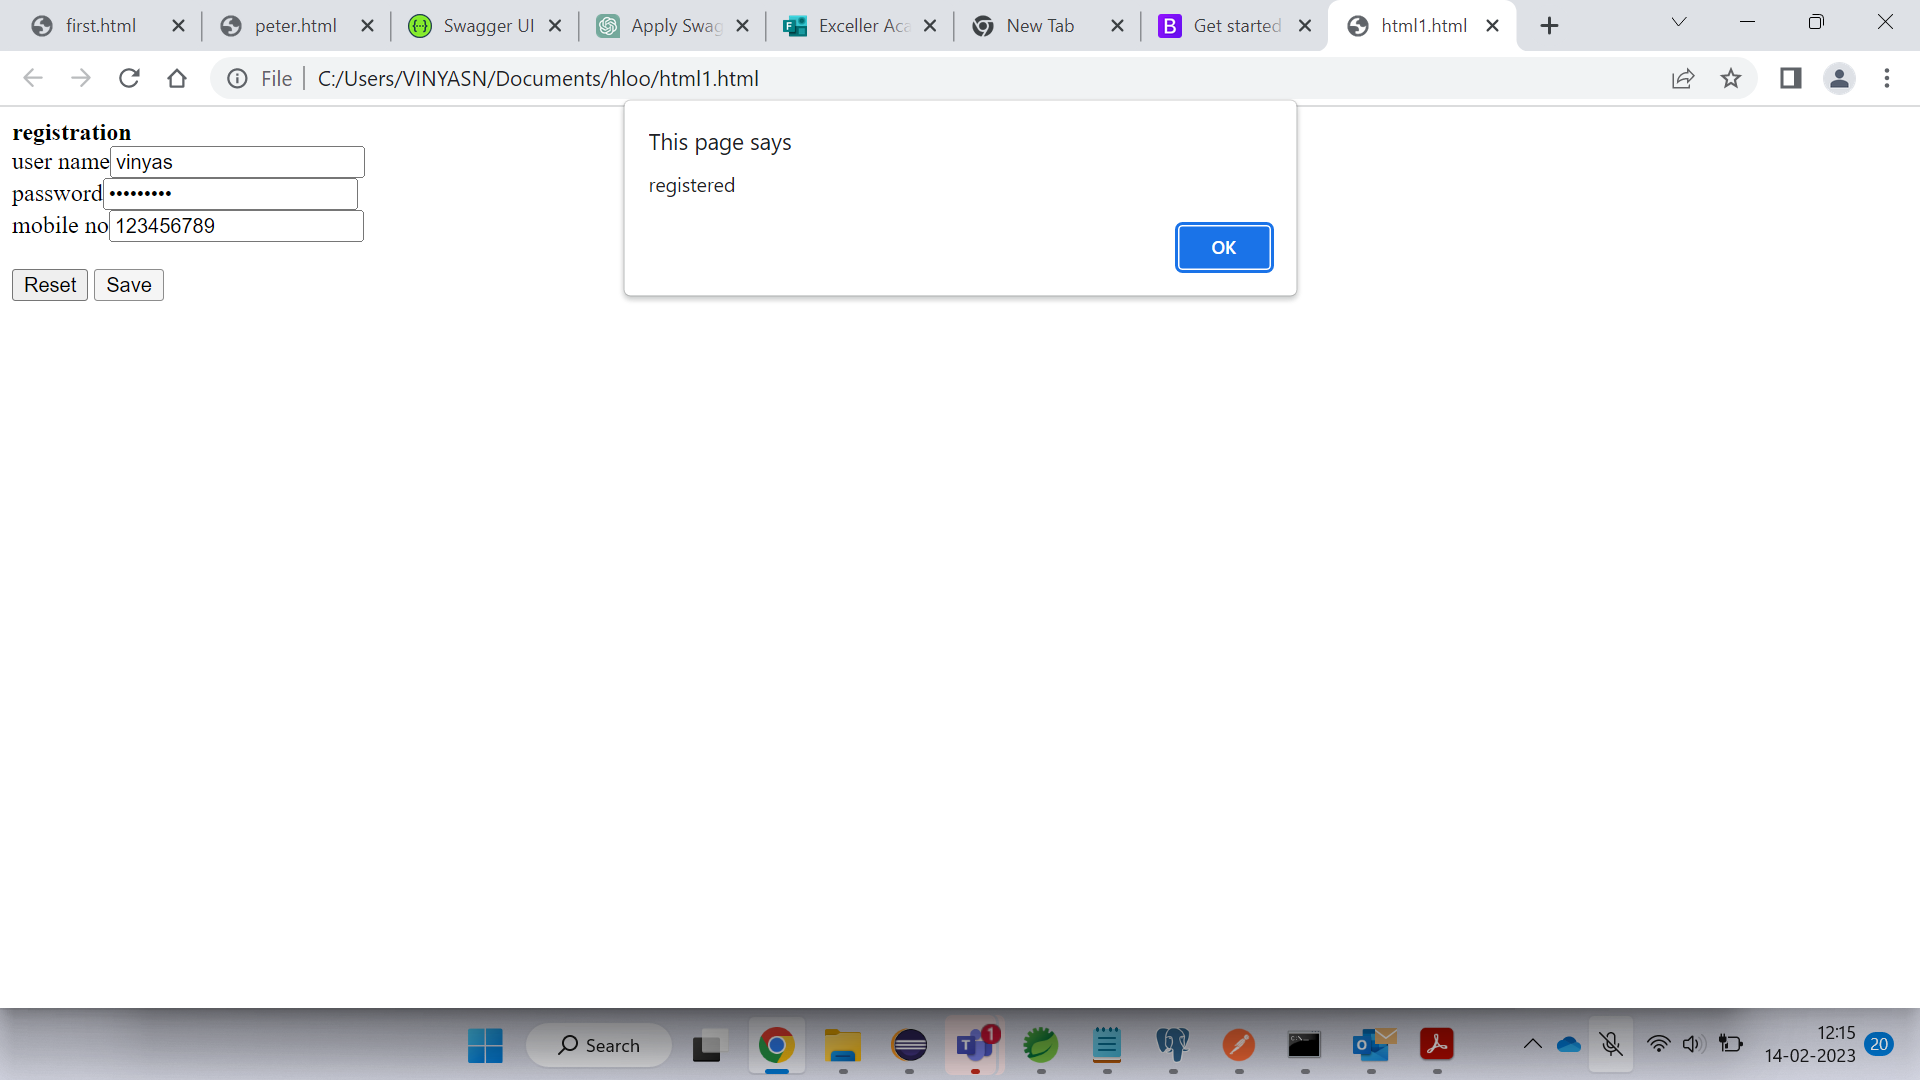 first.html
peter.html
Swagger UI
Apply Swag
Exceller Aca
New Tab
Get started
html1.html
File
C:/Users/VINYASN/Documents/hloo/html1.html
registration
user name vinyas
password •••••••••
mobile no 123456789
Reset Save
This page says
registered
OK
Search
1
12:15
14-02-2023
20